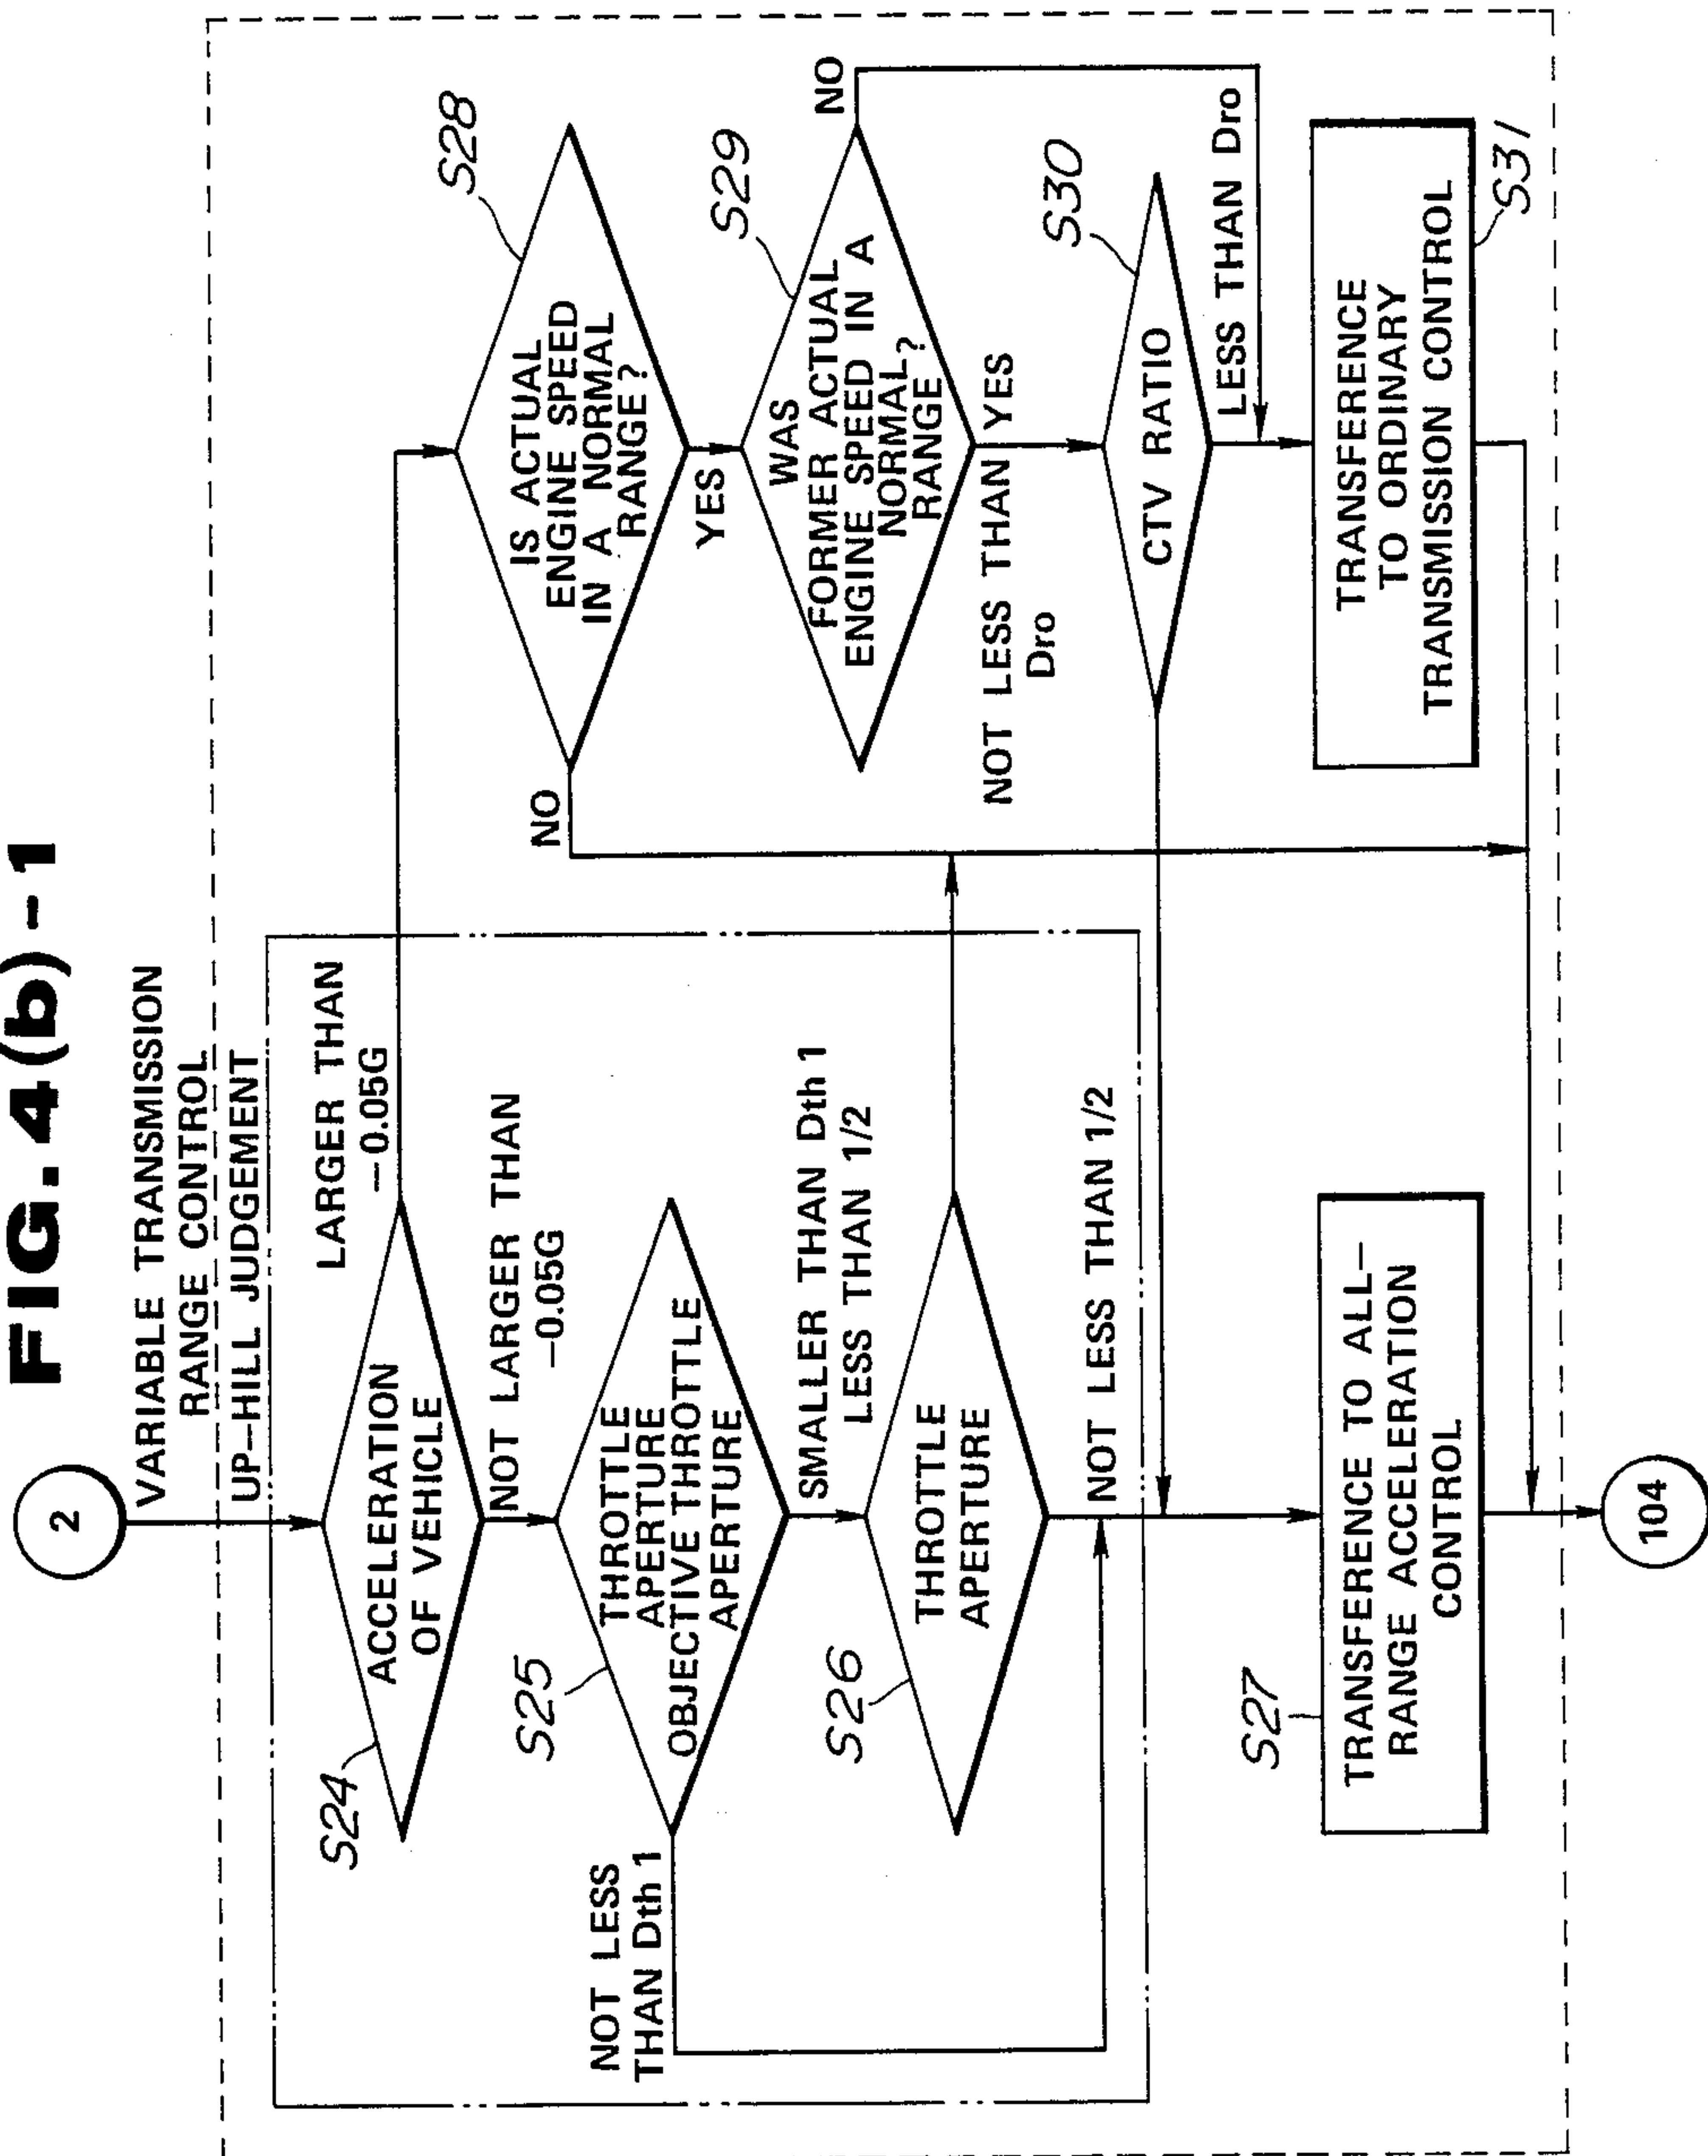 FIG.4(b)-1
2
VARIABLE TRANSMISSION
RANGE CONTROL
UP-HILL JUDGEMENT
S24
ACCELERATION
OF VEHICLE
LARGER THAN
-0.05G
NOT LARGER THAN
-0.05G
S25
THROTTLE
APERTURE
OBJECTIVE THROTTLE
APERTURE
NOT LESS
THAN Dth1
SMALLER THAN Dth1
LESS THAN 1/2
S26
THROTTLE
APERTURE
NOT LESS THAN 1/2
S27
TRANSFERENCE TO ALL-
RANGE ACCELERATION
CONTROL
104
S28
IS ACTUAL
ENGINE SPEED
IN A NORMAL
RANGE?
NO
YES
S29
WAS
FORMER ACTUAL
ENGINE SPEED IN A
NORMAL
RANGE?
NO
YES
NOT LESS THAN
Dro
S30
CTV RATIO
LESS THAN Dro
TRANSFERENCE
TO ORDINARY
TRANSMISSION CONTROL
S31